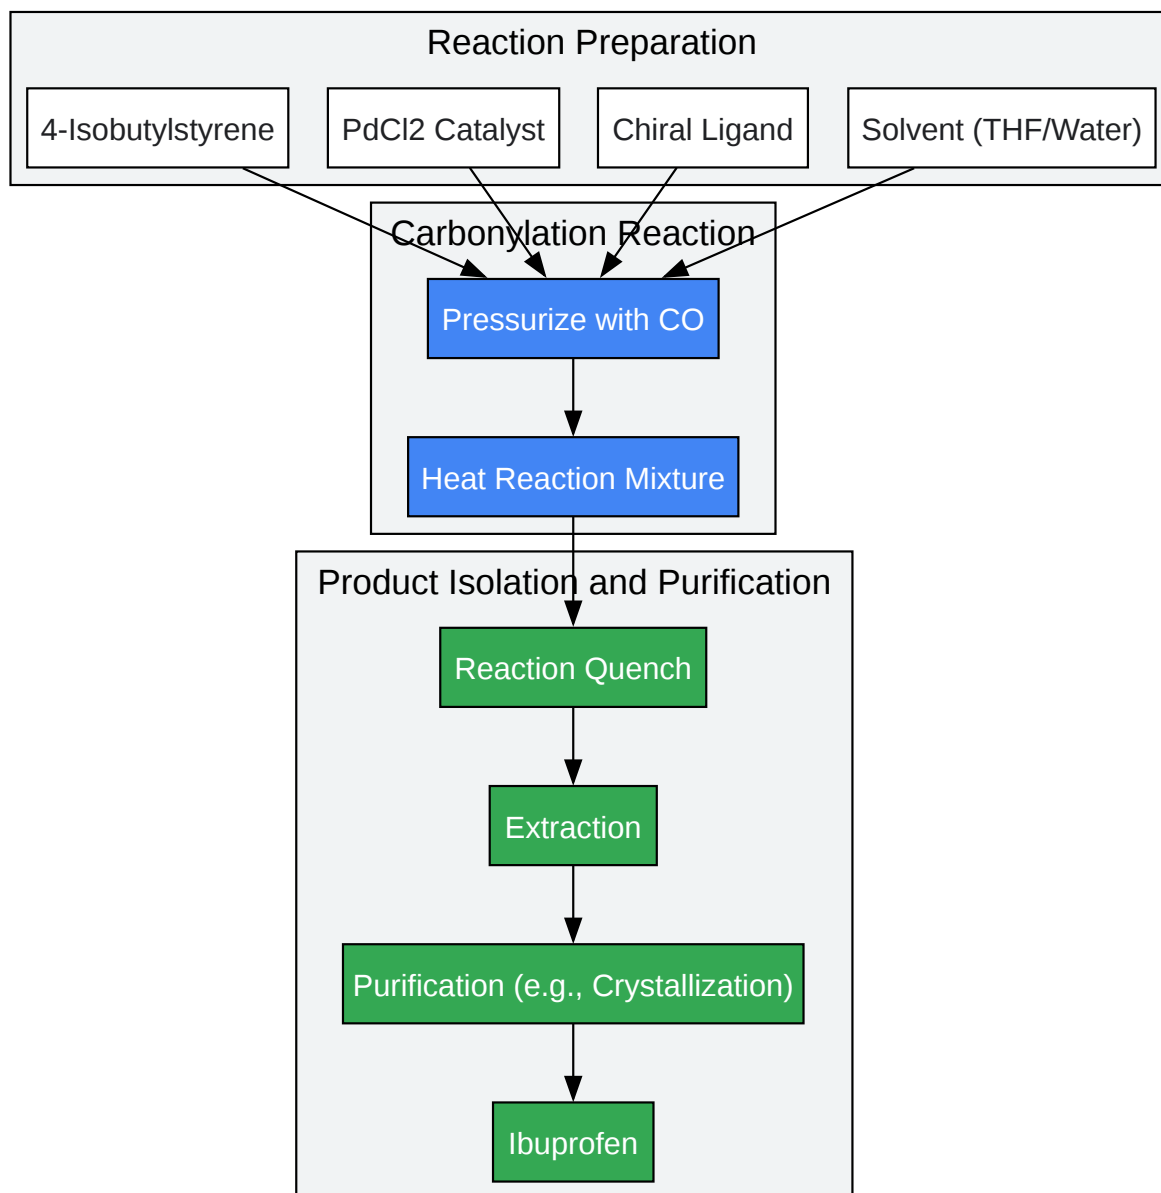 Reaction Preparation
4-Isobutylstyrene
PdCl2 Catalyst
Chiral Ligand
Solvent (THF/Water)
Carbonylation Reaction
Pressurize with CO
Heat Reaction Mixture
Product Isolation and Purification
Reaction Quench
Extraction
Purification (e.g., Crystallization)
Ibuprofen